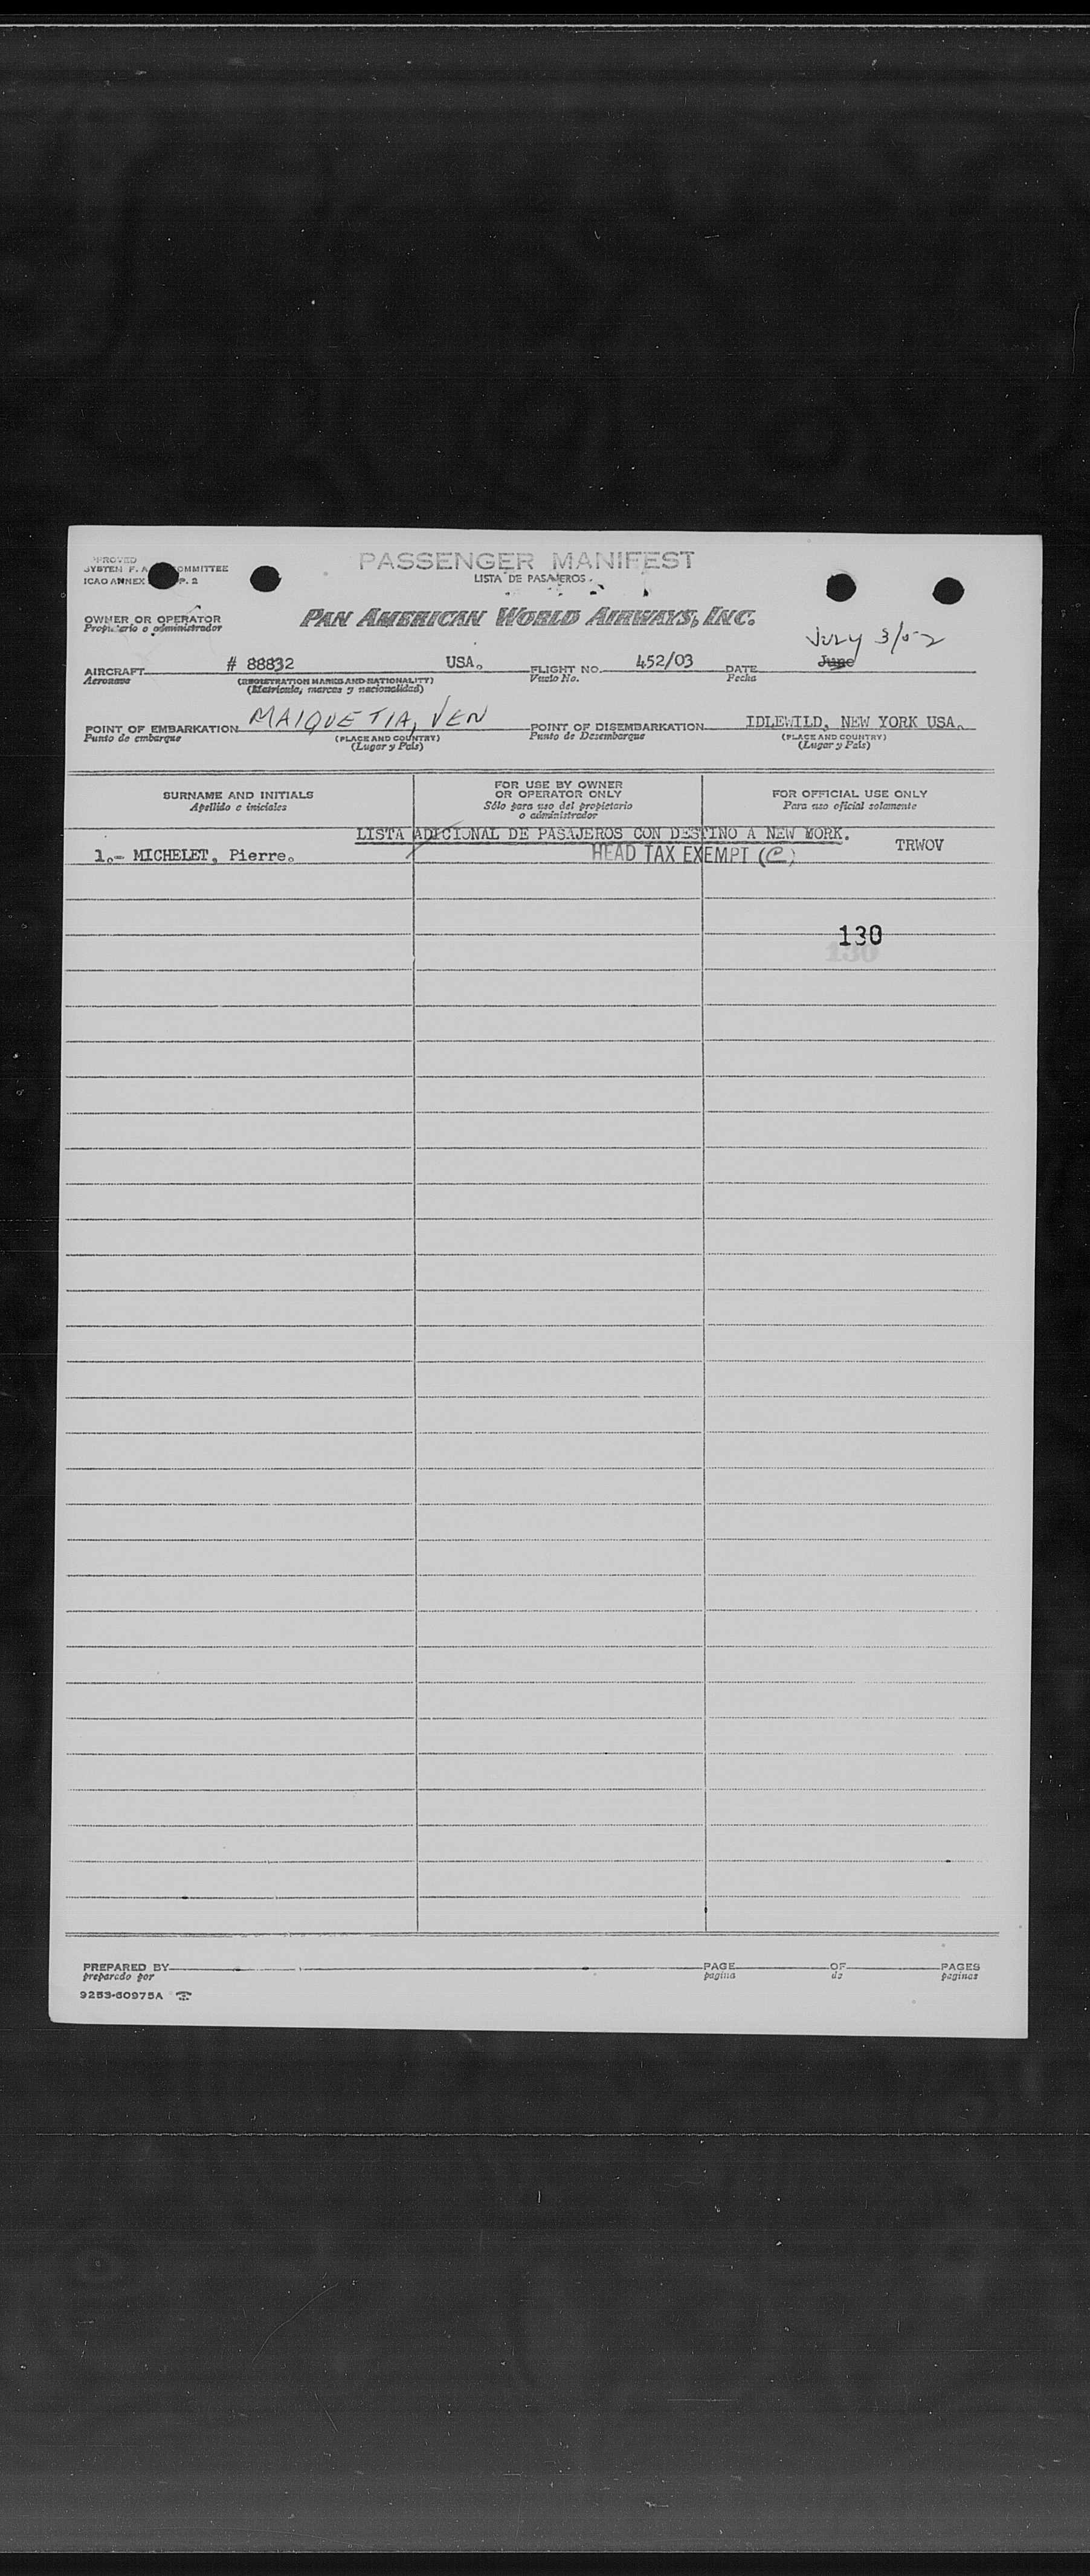 PASSENGER MANIFEST
LISTA DE PASAJEROS.
SYSTEM F. A. COMMITTEE
ICAO ANNEX P. 2
OWNER OR OPERATOR
Propietario o administrador
PAN AMERICAN WORLD AIRWAYS, INC.
July 3/52
AIRCRAFT # 88832 USA. FLIGHT NO. 452/03 DATE June
Aeronave (REGISTRATION MARKS AND NATIONALITY) Vuelo No. Fecha
(Matricula, marcas y nacionalidad)
POINT OF EMBARKATION MAIQUETIA, VEN POINT OF DISEMBARKATION IDLEWILD, NEW YORK USA.
Punto de embarque (PLACE AND COUNTRY) Punto de Desembarque (PLACE AND COUNTRY)
(Lugar y País) (Lugar y País)
SURNAME AND INITIALS
Apellido e iniciales
FOR USE BY OWNER
OR OPERATOR ONLY
Sólo para uso del propietario
o administrador
FOR OFFICIAL USE ONLY
Para uso oficial solamente
LISTA ADICIONAL DE PASAJEROS CON DESTINO A NEW WORK.
1.- MICHELET, Pierre. HEAD TAX EXEMPT (C) TRWOV
130
PREPARED BY PAGE OF PAGES
preparado por pagina de paginas
9253-60975A